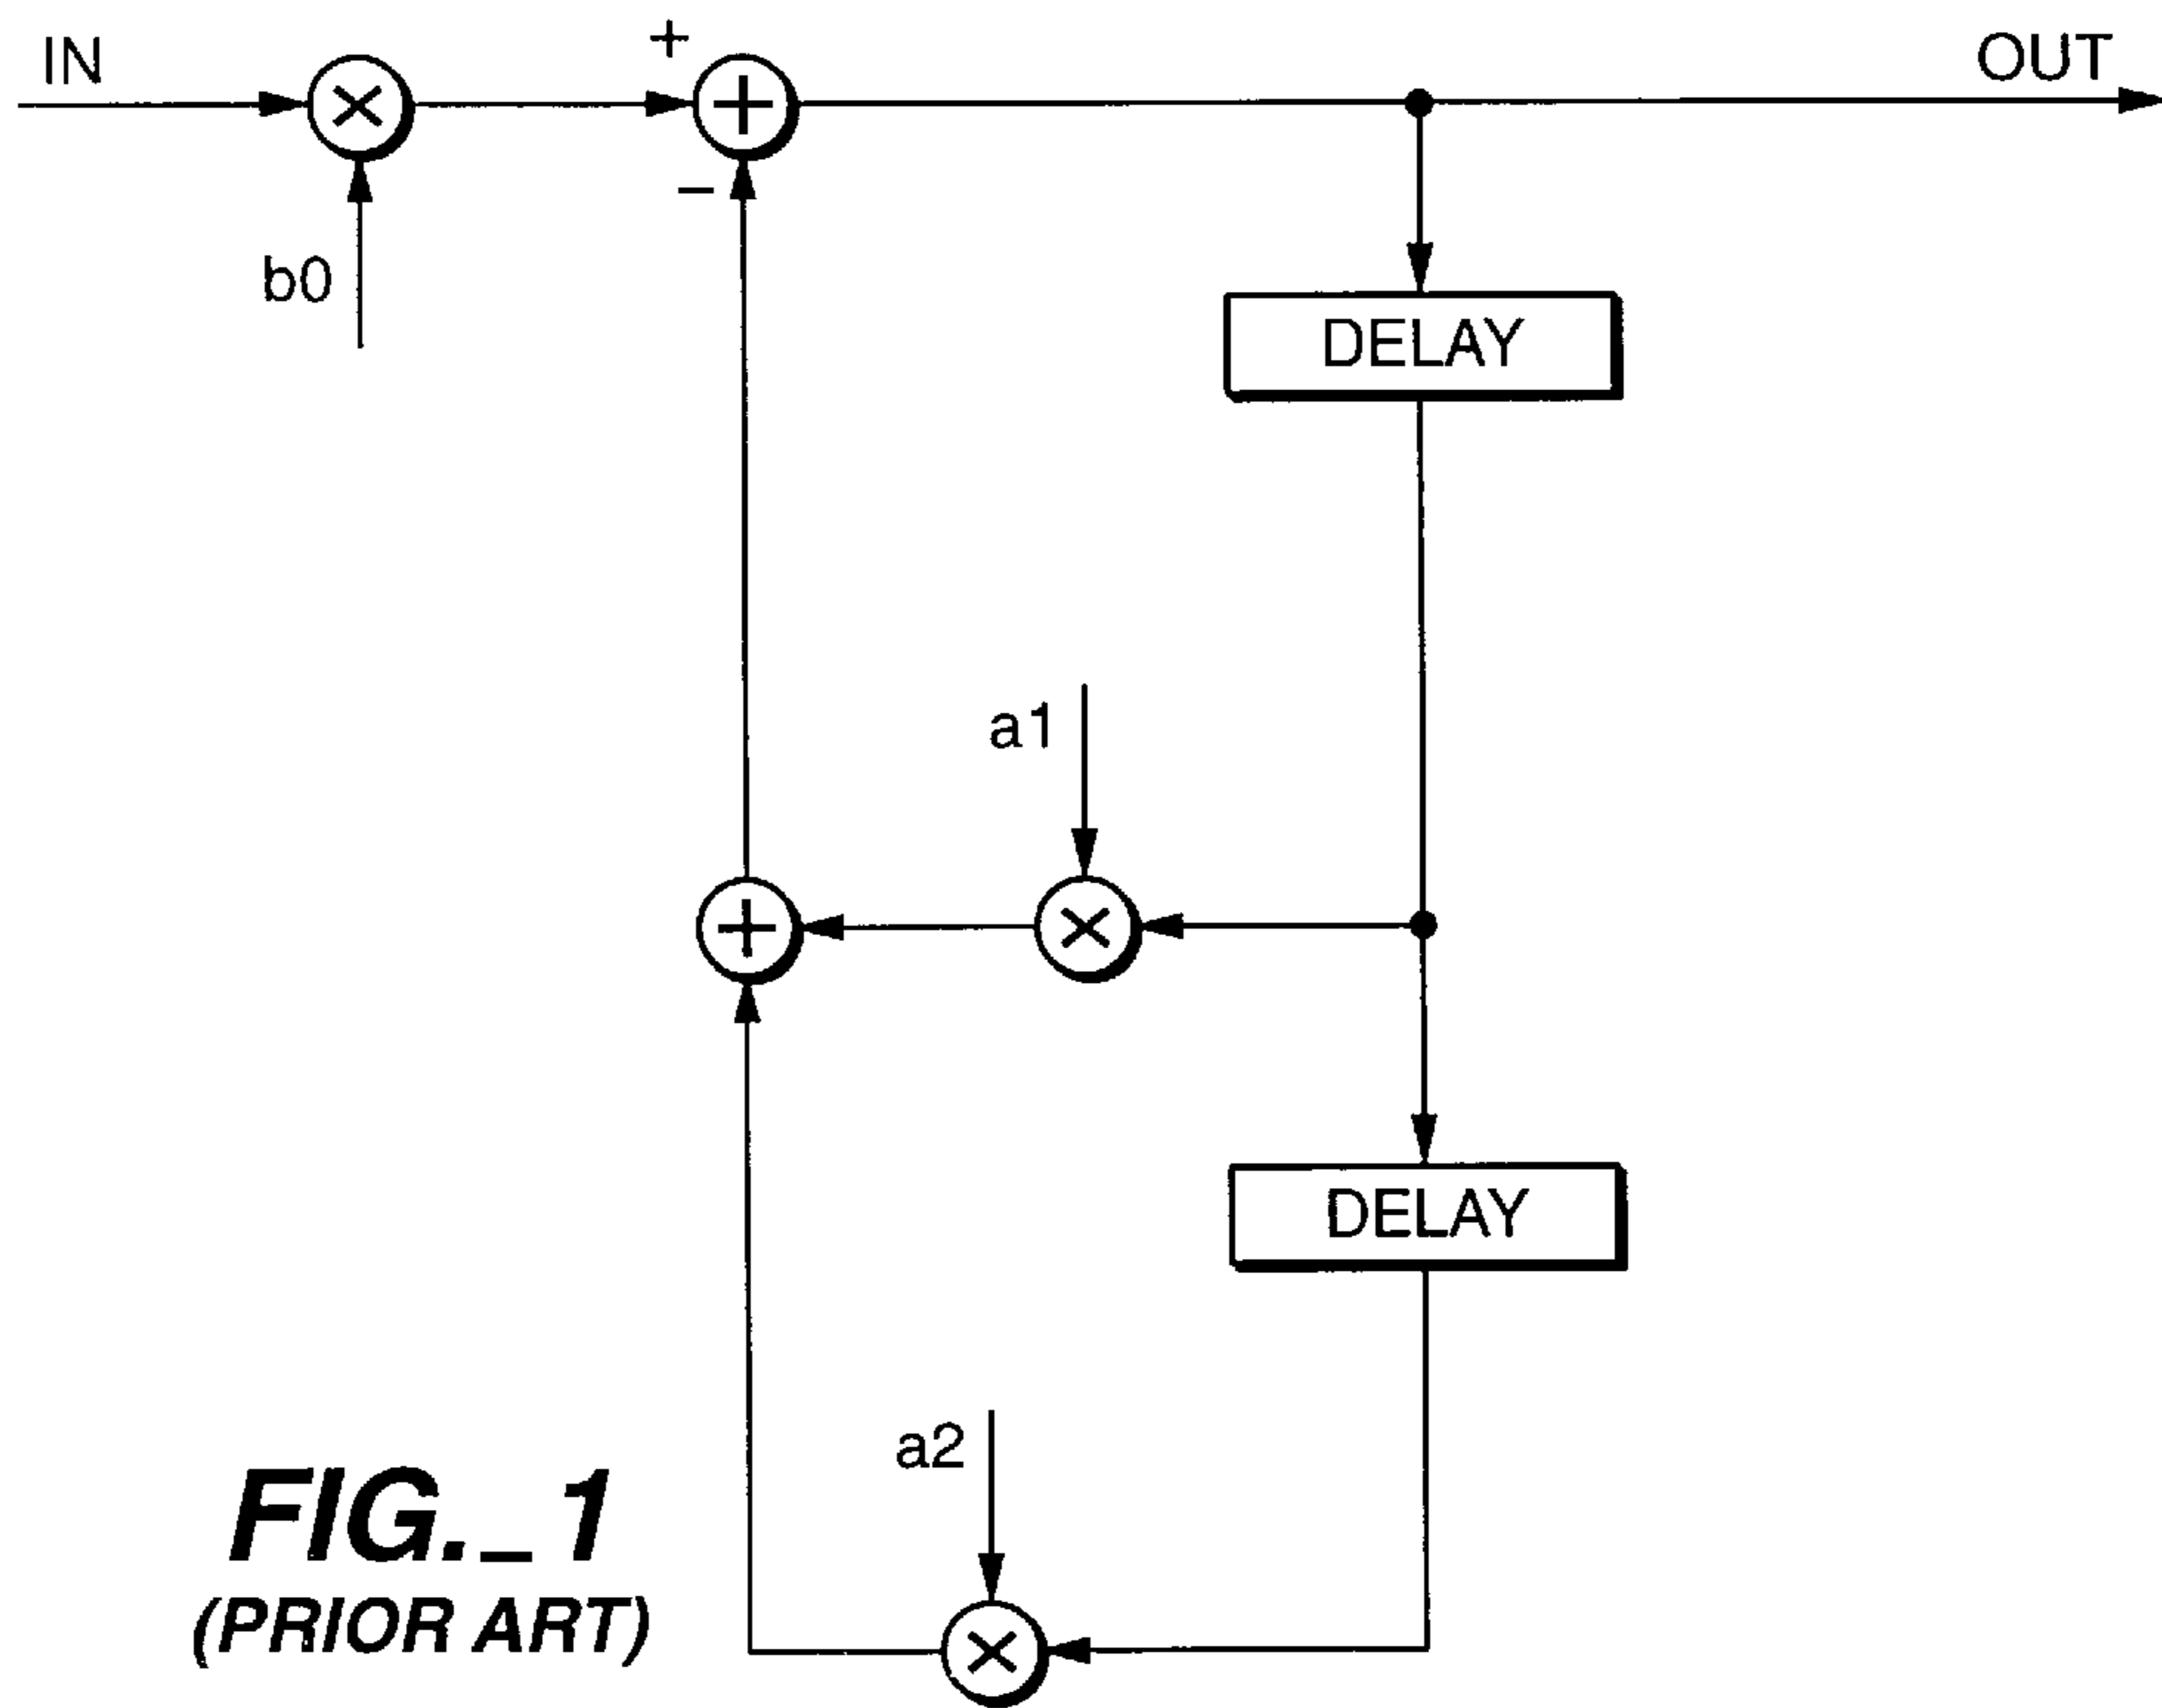 IN
+
OUT
−
b0
DELAY
a1
DELAY
a2
FIG._1
(PRIOR ART)